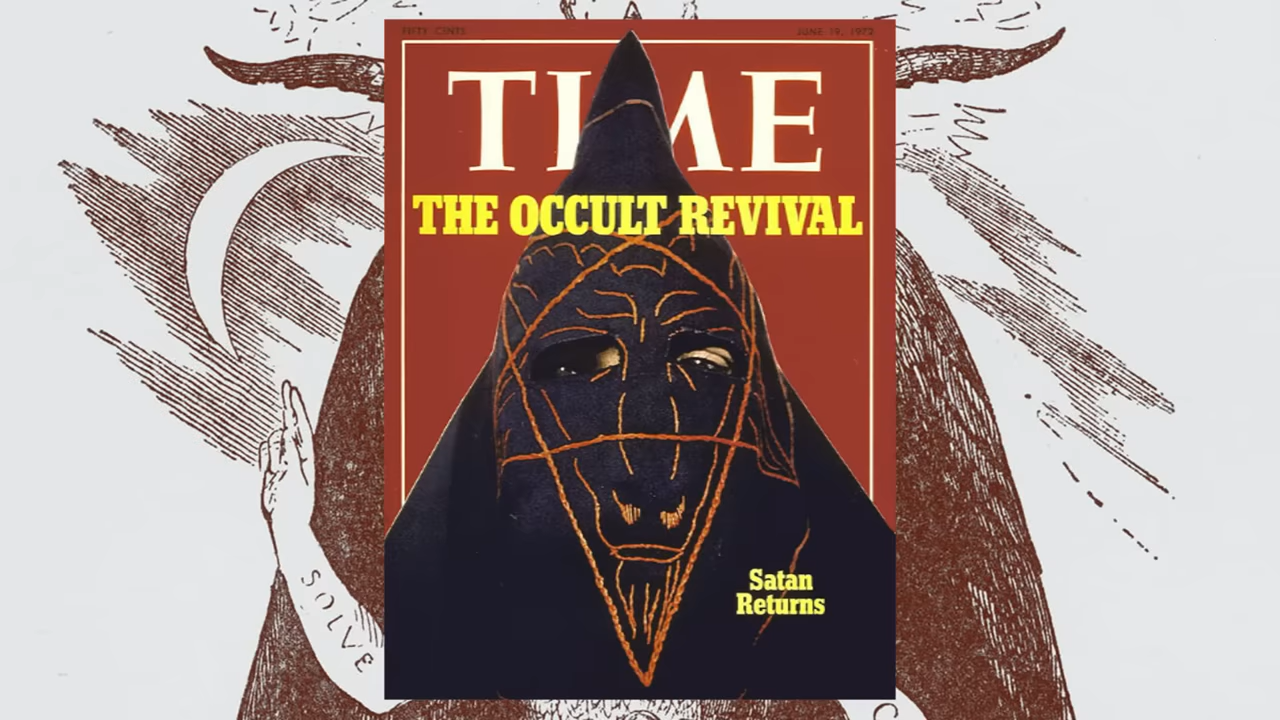 FIFTY CENTS
JUNE 19, 1972
TIME
THE OCCULT REVIVAL
Satan
Returns
SOLVE
C